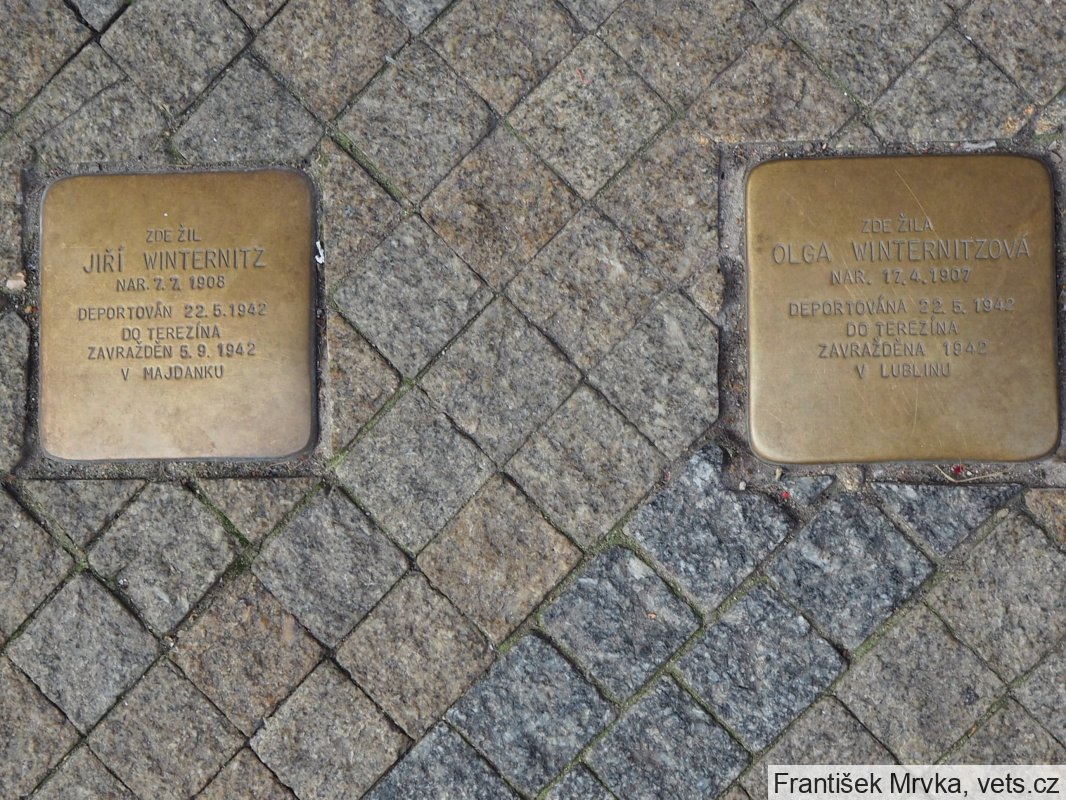 ZDE ŽIL
JIŘÍ WINTERNITZ
NAR. 7.7. 1908
DEPORTOVÁN 22.5.1942
DO TEREZÍNA
ZAVRAŽDĚN 5.9. 1942
V MAJDANKU
ZDE ŽILA
OLGA WINTERNITZOVÁ
NAR. 17.4.1907
DEPORTOVÁNA 22.5.1942
DO TEREZÍNA
ZAVRAŽDĚNA 1942
V LUBLINU
František Mrvka, vets.cz